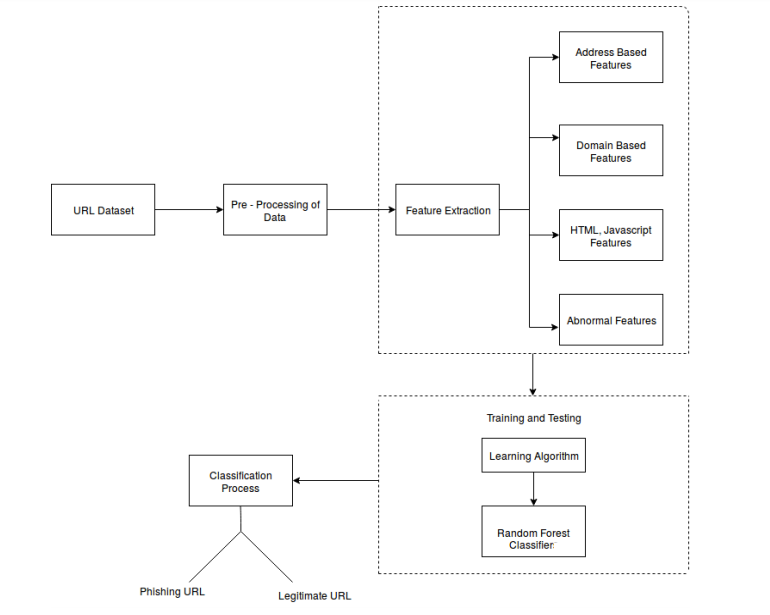 Address Based
Features
Domain Based
Features
URL Dataset
Pre - Processing of
Data
Feature Extraction
HTML, Javascript
Features
Abnormal Features
Training and Testing
Learning Algorithm
Random Forest
Classifier
Classification
Process
Phishing URL
Legitimate URL